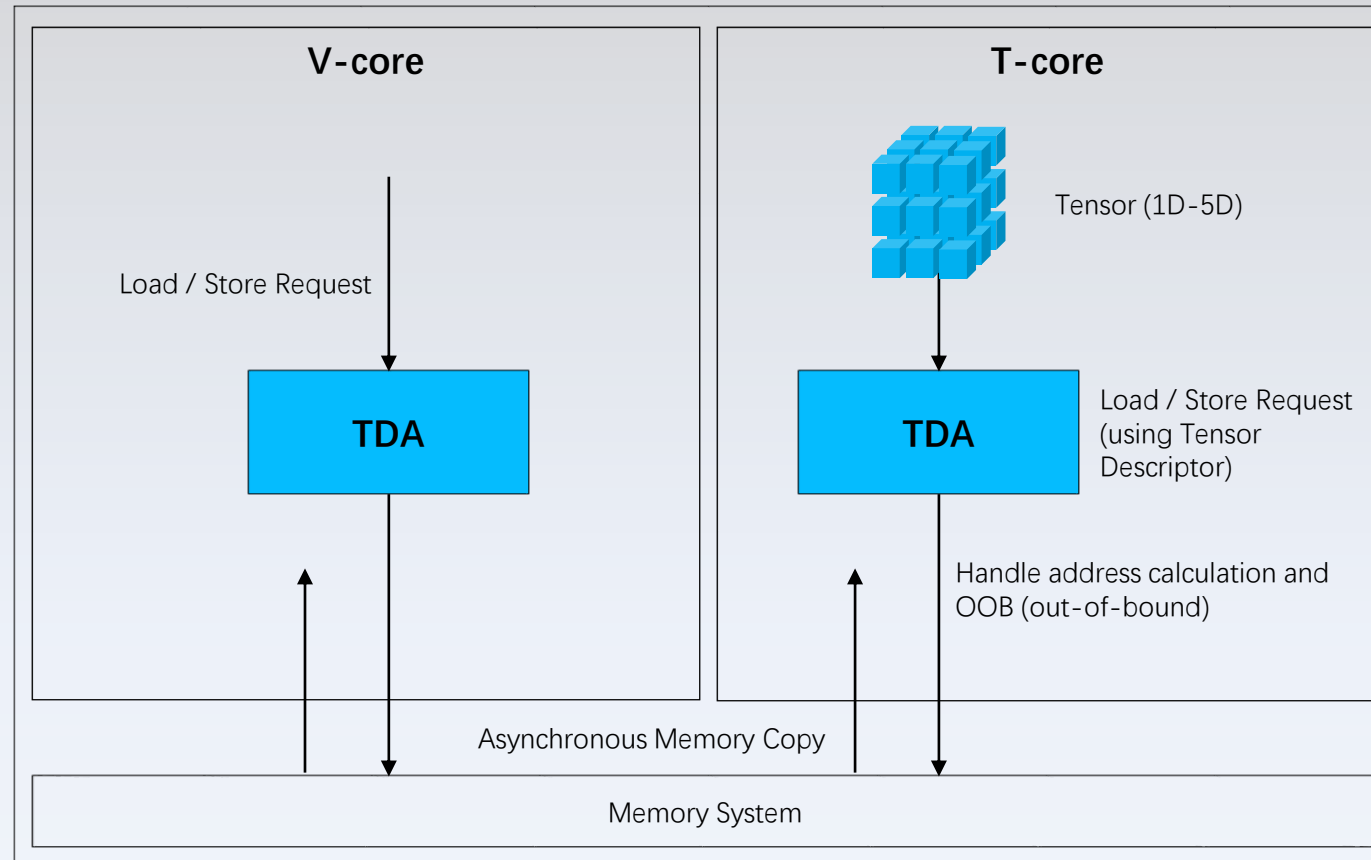 V-core
Load / Store Request
TDA
T-core
Tensor (1D-5D)
TDA
Load / Store Request
(using Tensor
Descriptor)
Handle address calculation and
OOB (out-of-bound)
Asynchronous Memory Copy
Memory System